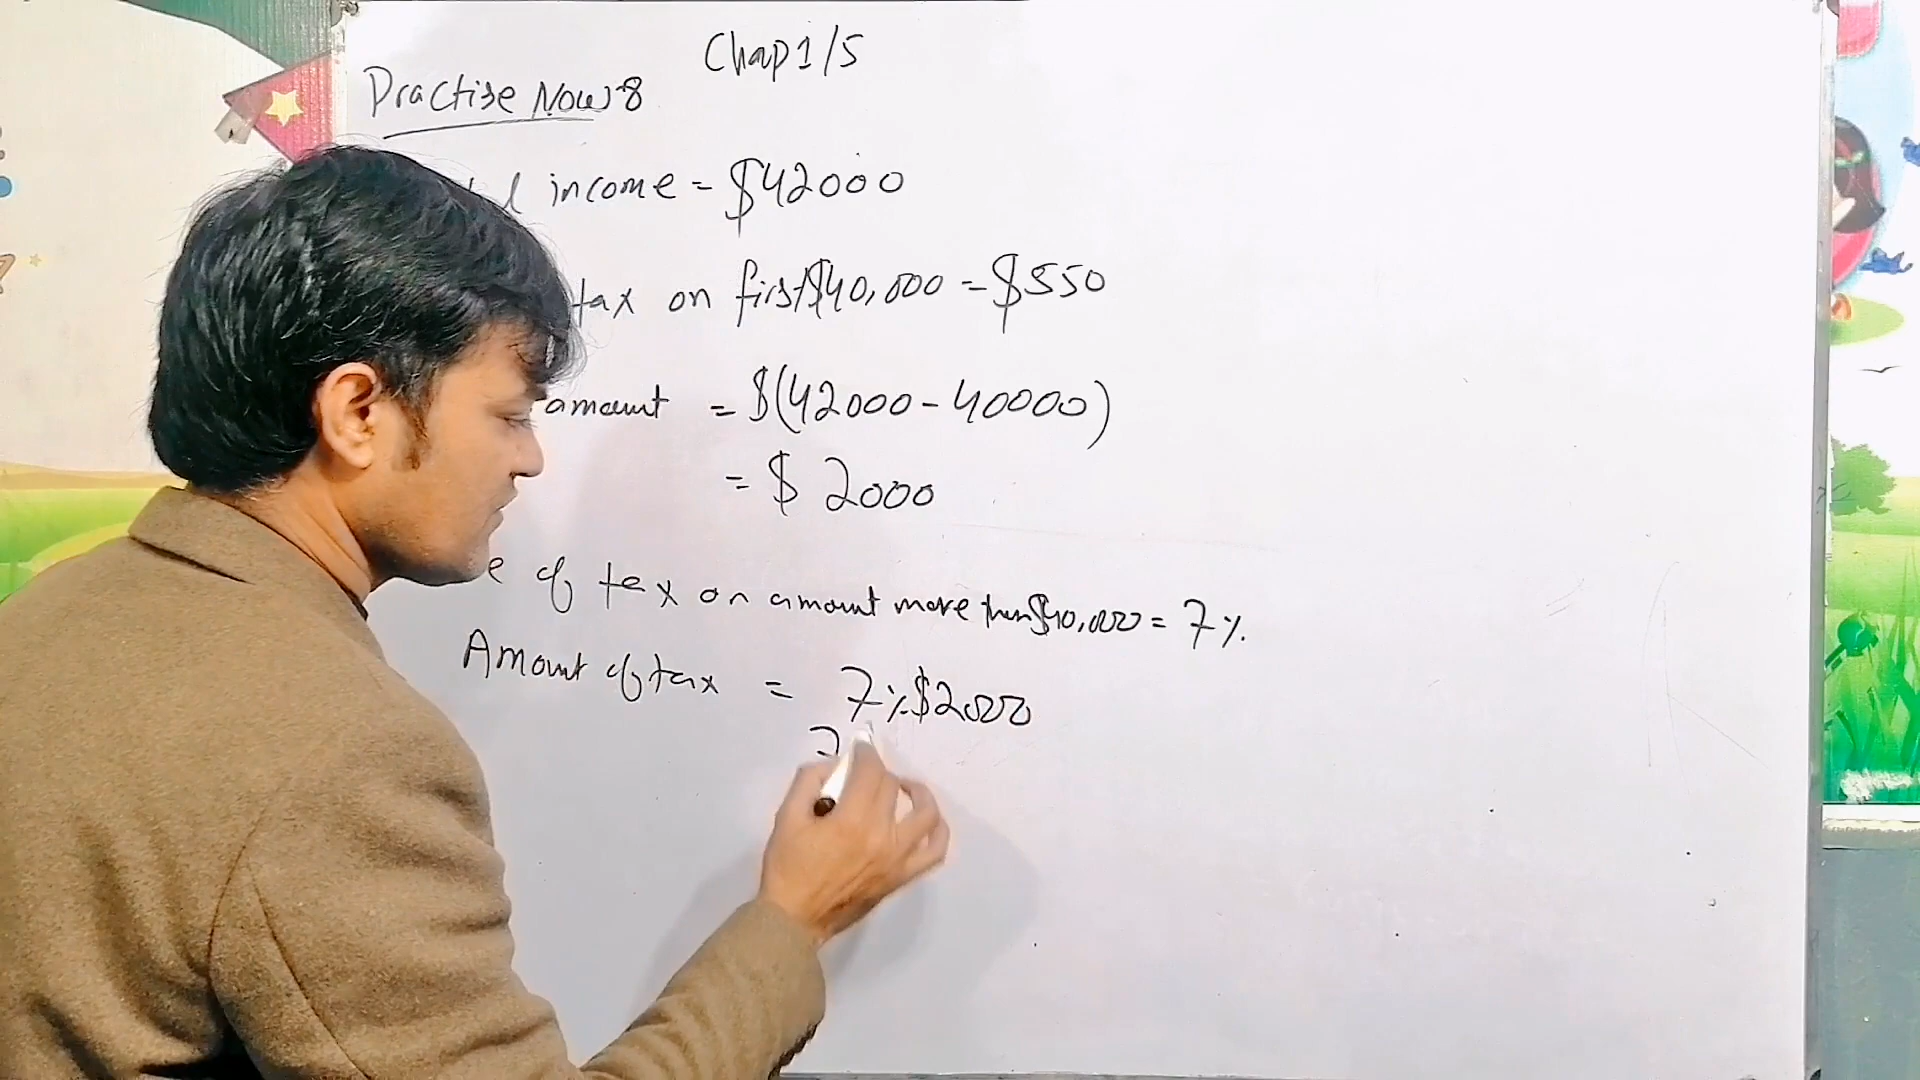 Chap 1/5
Practise Now 8
income = $42000
tax on first $40,000 = $550
amount = $(42000 - 40000)
= $ 2000
e of tax on amount more than $40,000 = 7%.
Amount of tax = 7% $2000
7